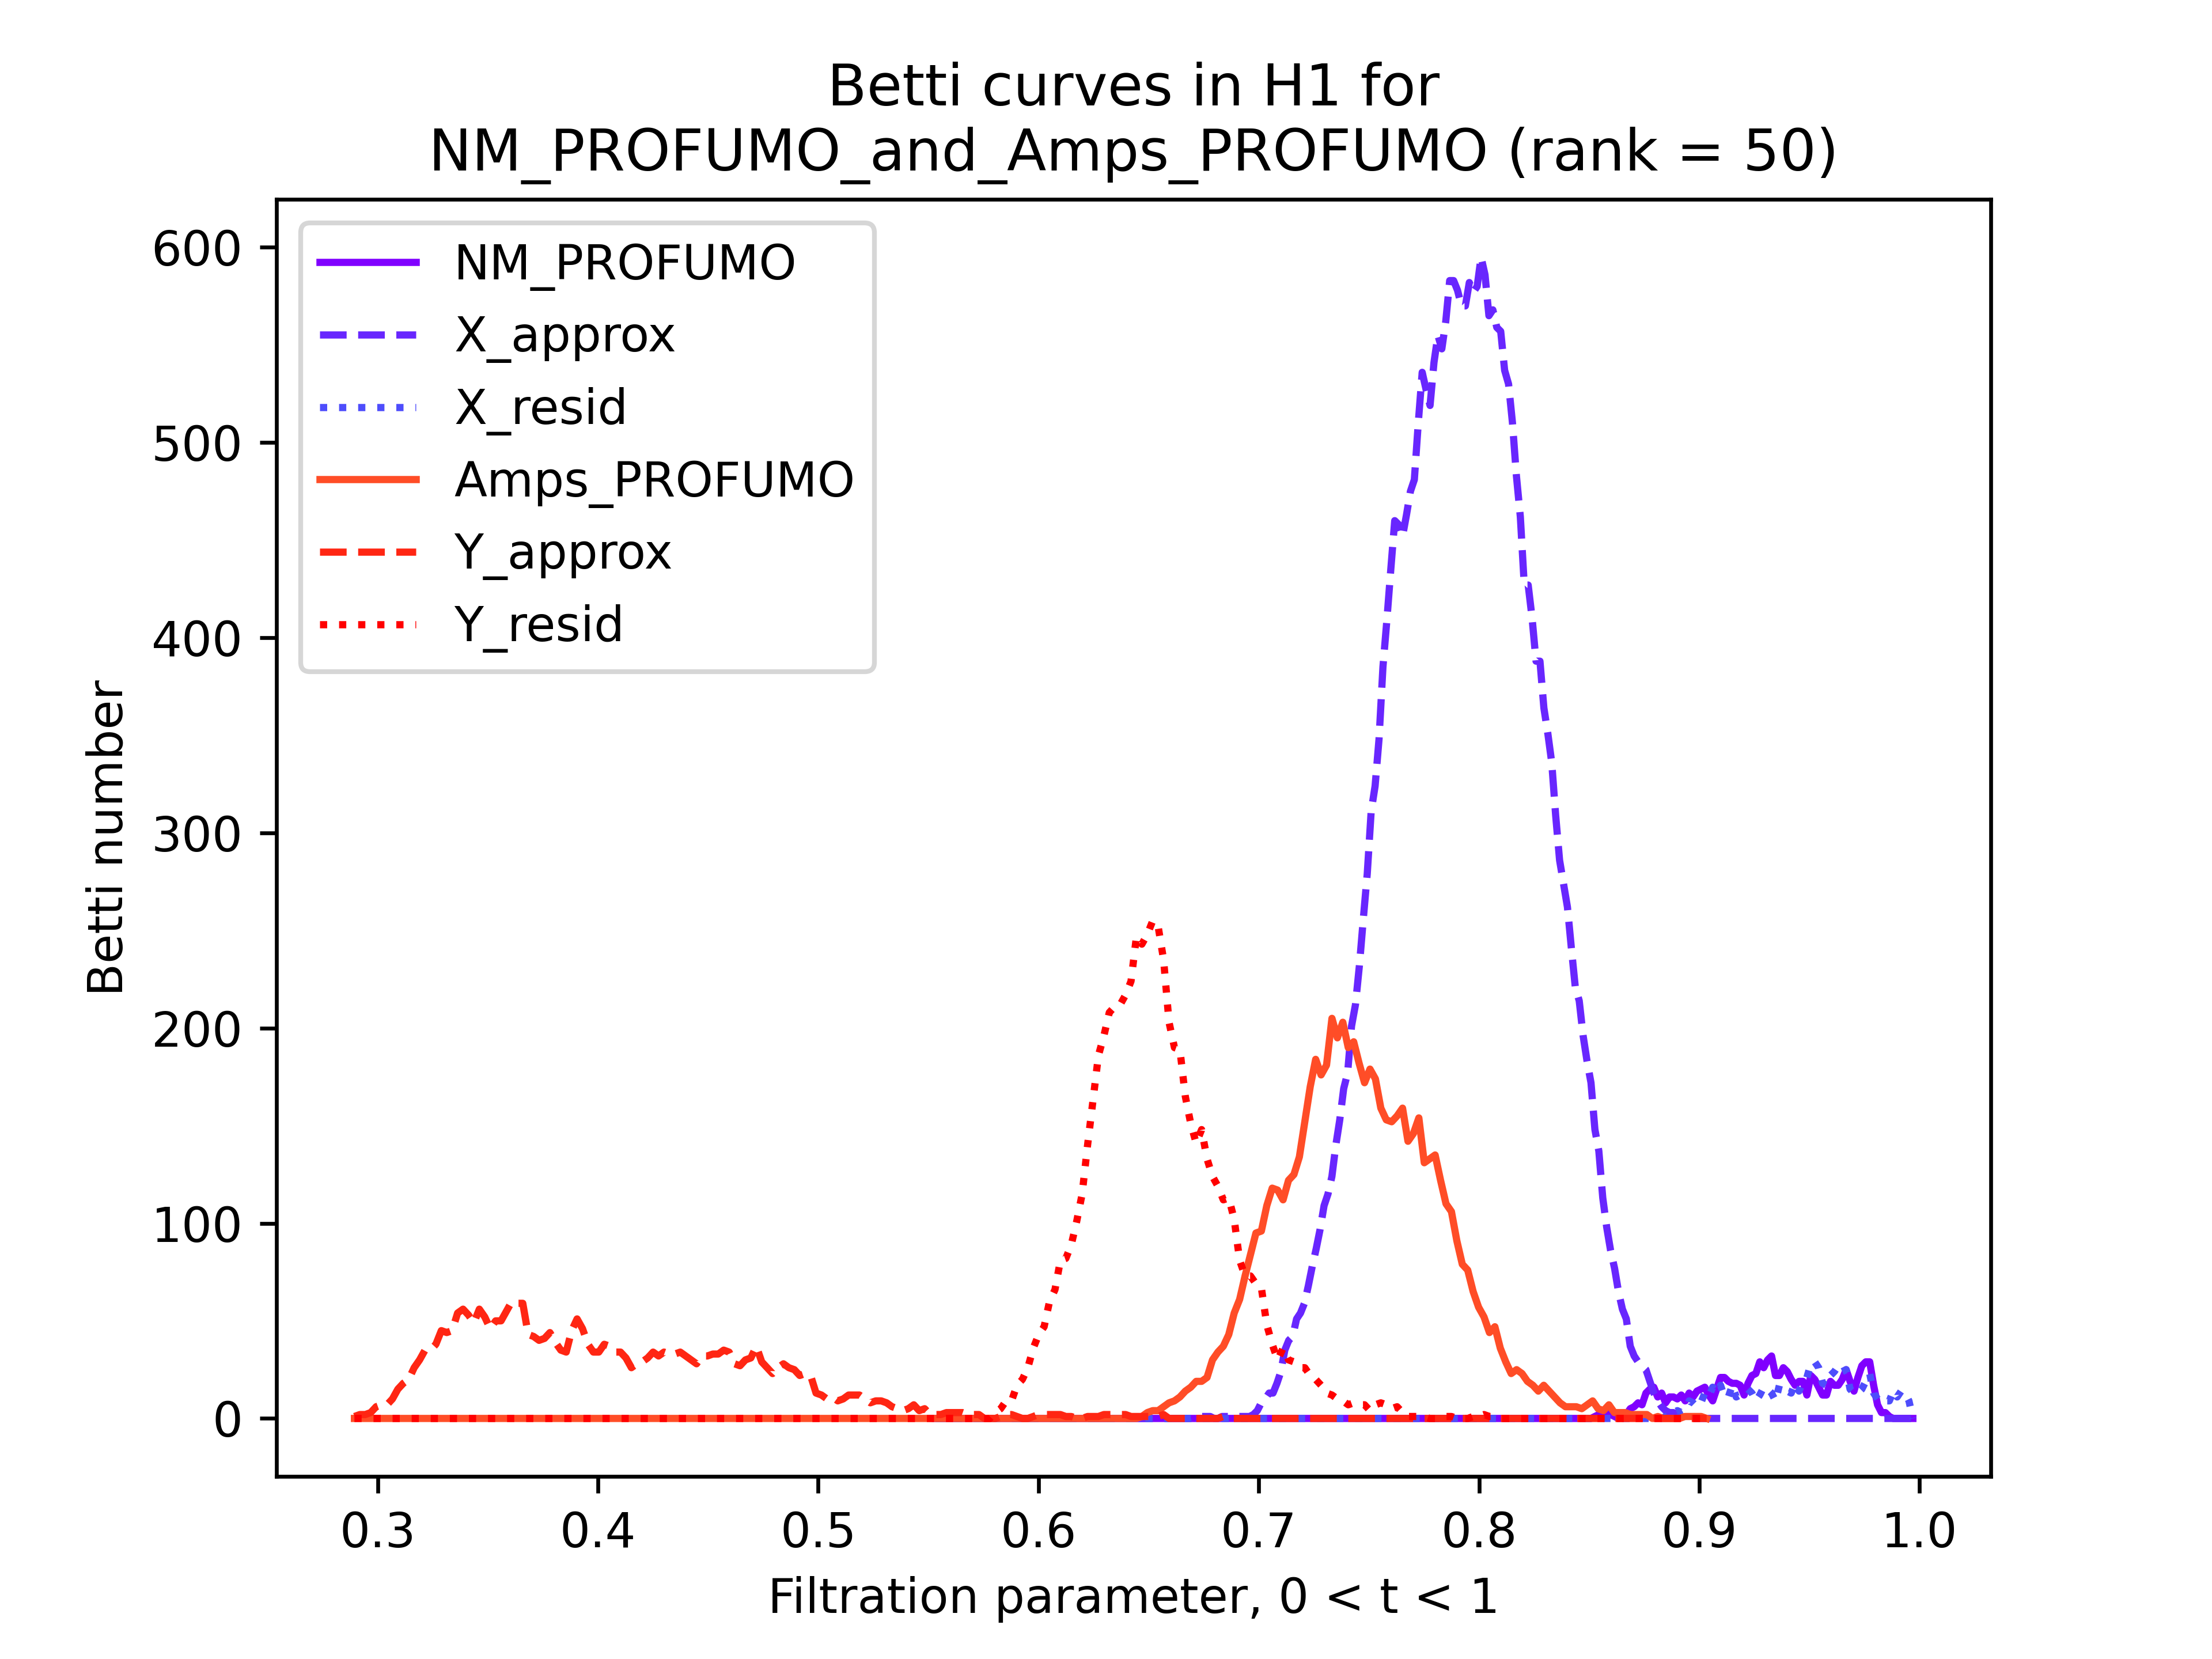 Betti curves in H1 for
NM_PROFUMO_and_Amps_PROFUMO (rank = 50)
NM_PROFUMO
X_approx
X_resid
Amps_PROFUMO
Y_approx
Y_resid
Betti number
600
500
400
300
200
100
0
0.3 0.4 0.5 0.6 0.7 0.8 0.9 1.0
Filtration parameter, 0 < t < 1